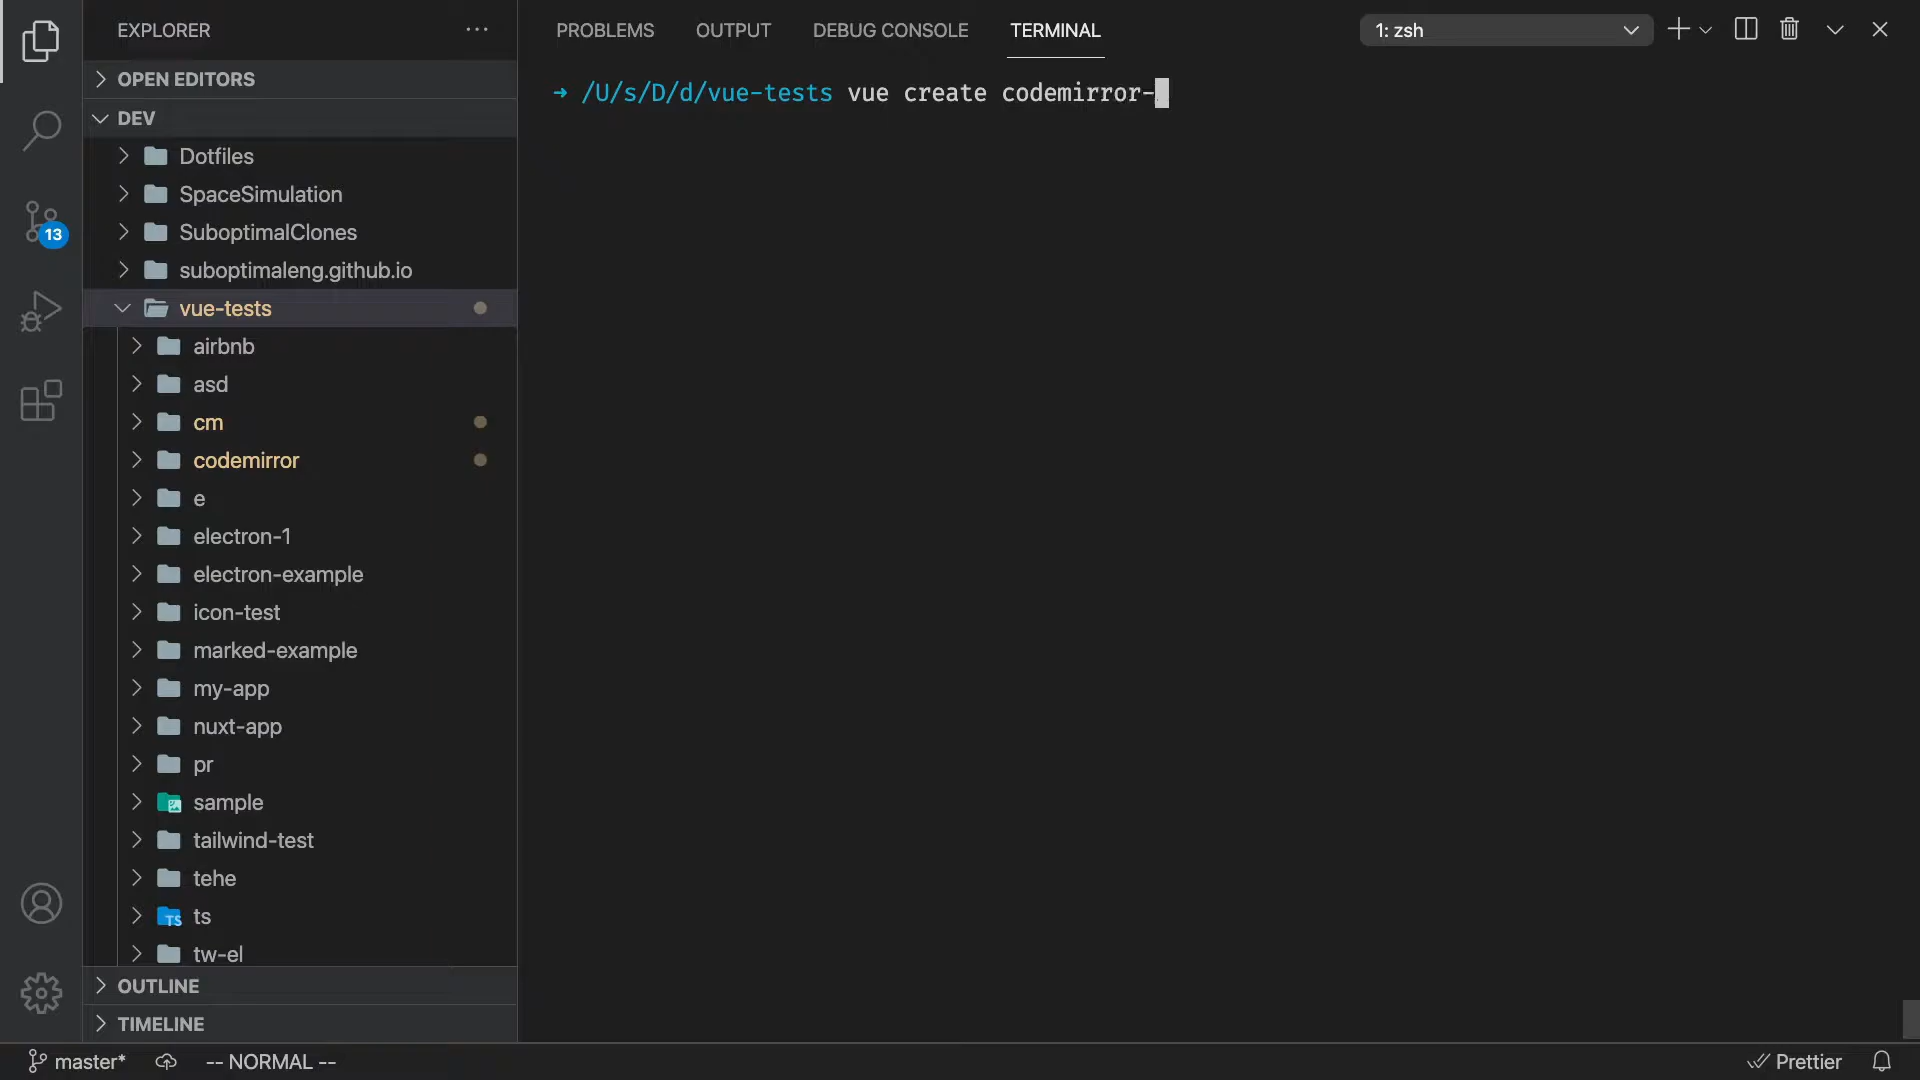 EXPLORER
PROBLEMS OUTPUT DEBUG CONSOLE TERMINAL 1: zsh
OPEN EDITORS
DEV
Dotfiles
SpaceSimulation
SuboptimalClones
suboptimaleng.github.io
vue-tests
airbnb
asd
cm
codemirror
e
electron-1
electron-example
icon-test
marked-example
my-app
nuxt-app
pr
sample
tailwind-test
tehe
TS ts
tw-el
OUTLINE
TIMELINE
13
➜ /U/s/D/d/vue-tests vue create codemirror-
master* -- NORMAL -- Prettier